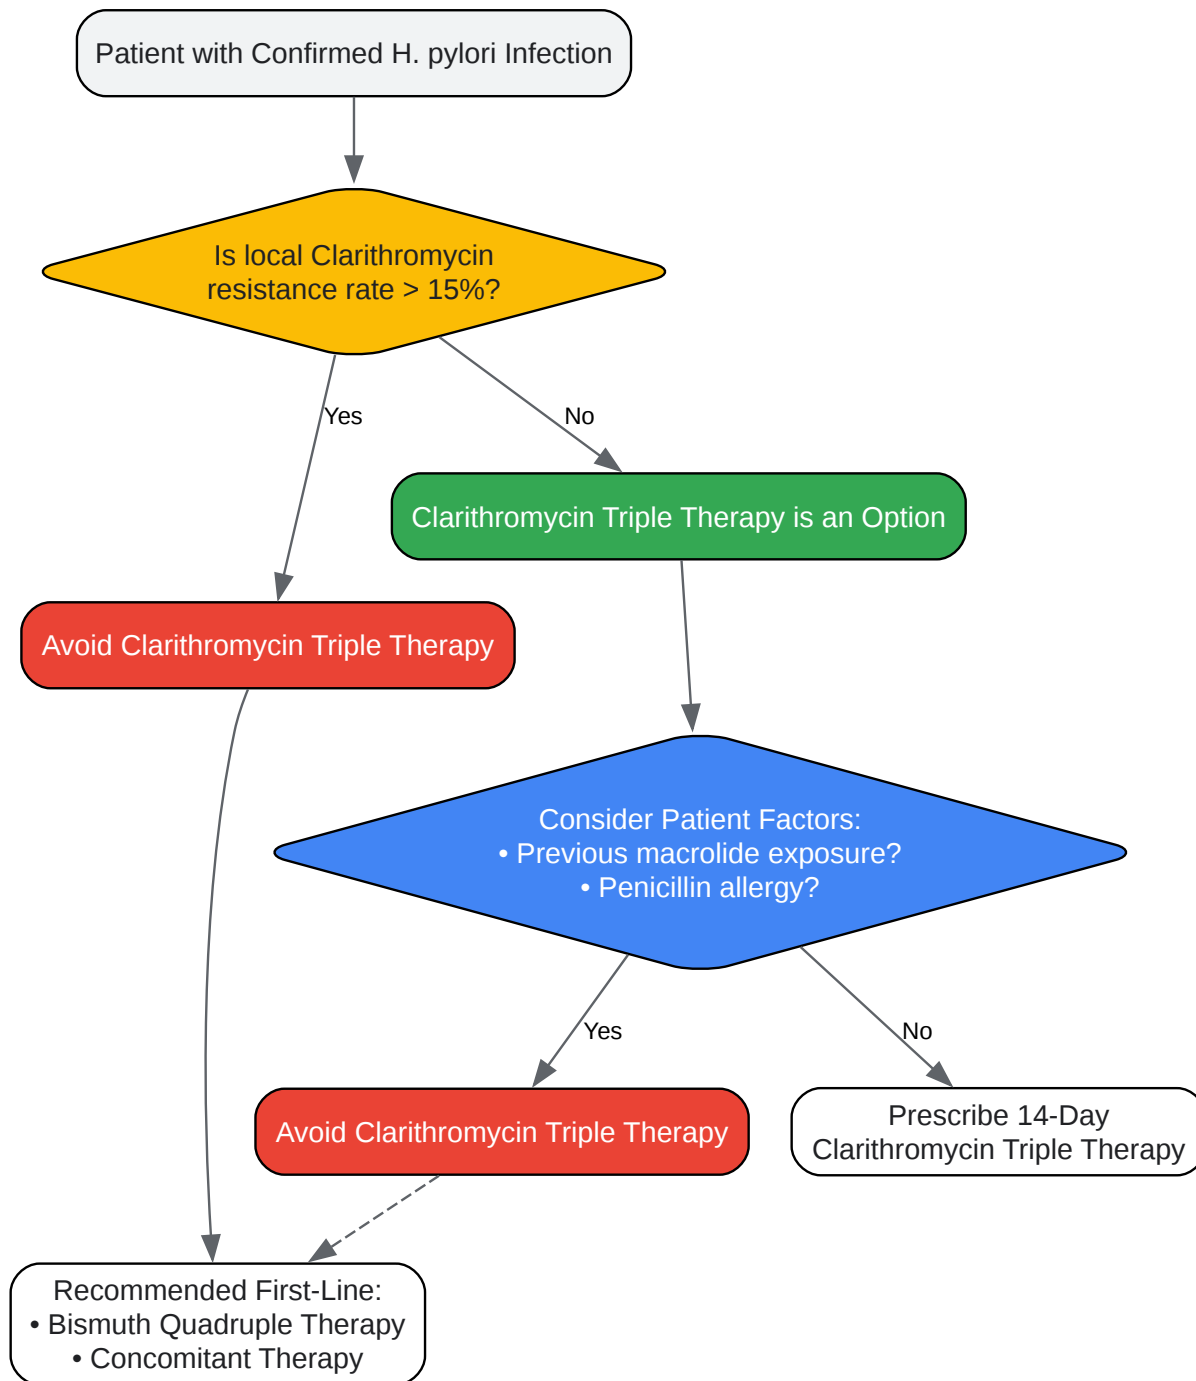 Patient with Confirmed H. pylori Infection
Is local Clarithromycin
resistance rate > 15%?
Yes
No
Clarithromycin Triple Therapy is an Option
Avoid Clarithromycin Triple Therapy
Consider Patient Factors:
• Previous macrolide exposure?
• Penicillin allergy?
Yes
No
Avoid Clarithromycin Triple Therapy
Prescribe 14-Day
Clarithromycin Triple Therapy
Recommended First-Line:
• Bismuth Quadruple Therapy
• Concomitant Therapy